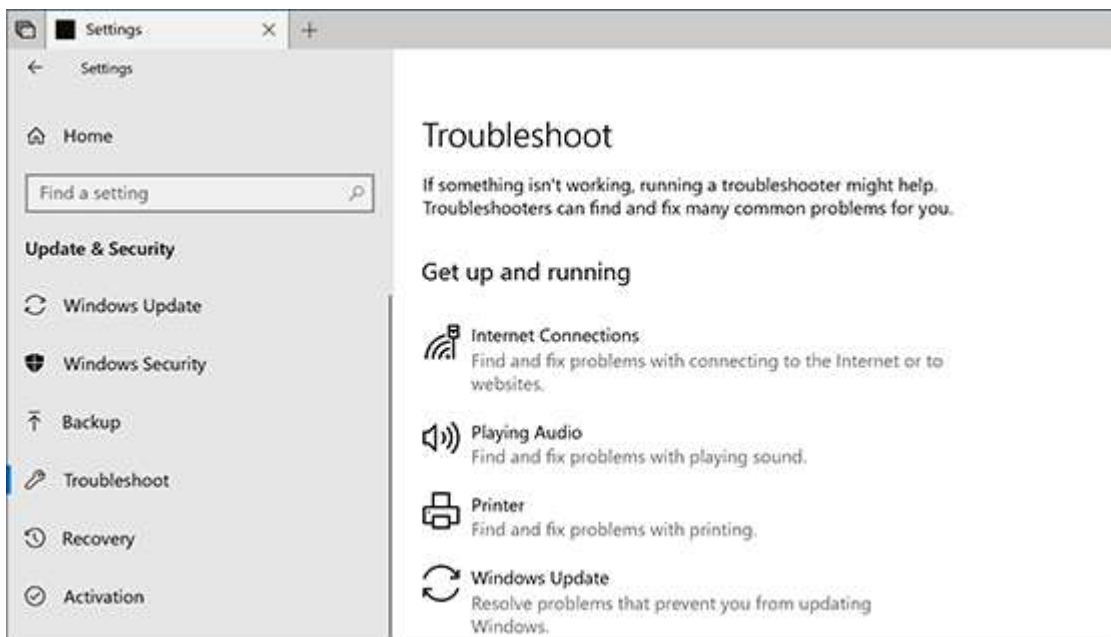 Settings
Settings
Home
Find a setting
Update & Security
Windows Update
Windows Security
Backup
Troubleshoot
Recovery
Activation
Troubleshoot
If something isn't working, running a troubleshooter might help.
Troubleshooters can find and fix many common problems for you.
Get up and running
Internet Connections
Find and fix problems with connecting to the Internet or to
websites.
Playing Audio
Find and fix problems with playing sound.
Printer
Find and fix problems with printing.
Windows Update
Resolve problems that prevent you from updating
Windows.